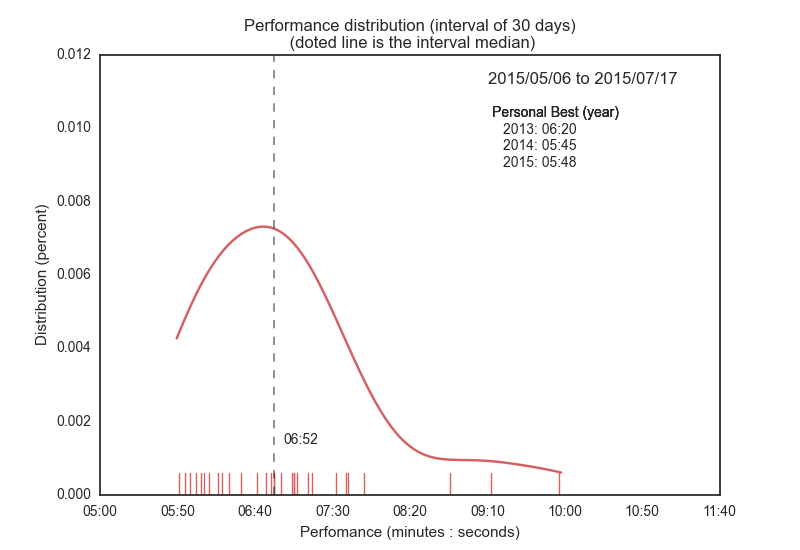 Performance distribution (interval of 30 days)
(doted line is the interval median)
2015/05/06 to 2015/07/17
Personal Best (year)
2013: 06:20
2014: 05:45
2015: 05:48
0.012
0.010
0.008
0.006
0.004
0.002
0.000
Distribution (percent)
06:52
05:00 05:50 06:40 07:30 08:20 09:10 10:00 10:50 11:40
Perfomance (minutes : seconds)